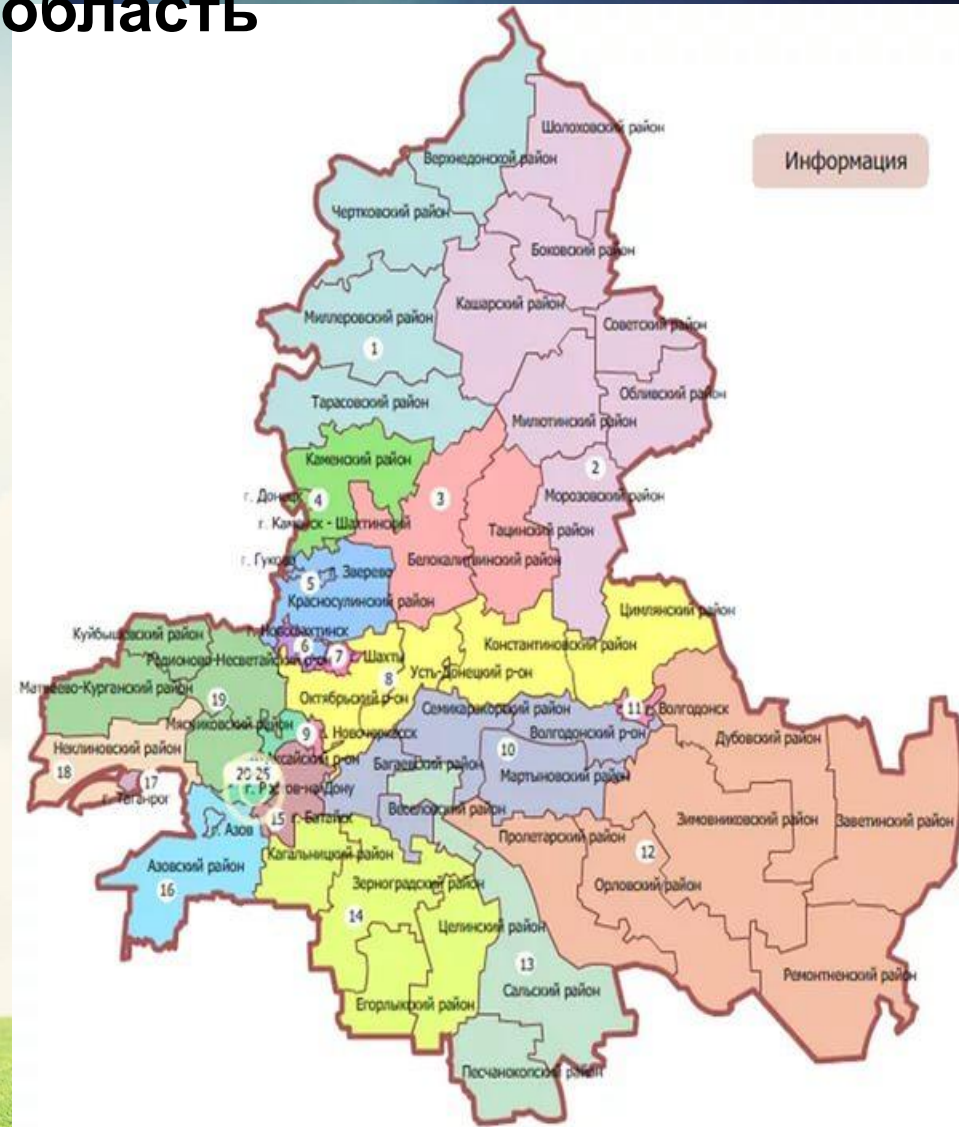 область
Информация
Шолоховский район
Верхнедонской район
Чертковский район
Боковский район
Кашарский район
Миллеровский район
Советский район
1
Обливский район
Тарасовский район
Милютинский район
Каменский район
2
г. Донецк
4
3
Морозовский район
г. Каменск - Шахтинский
Тацинский район
г. Гуково
Белокалитвинский район
г. Зверево
5
Красносулинский район
Цимлянский район
г. Новошахтинск
Куйбышевский район
6
Константиновский район
7
г. Шахты
Родионово-Несветайский р-он
Усть-Донецкий р-он
8
Матвеево-Курганский район
Октябрьский р-он
19
Семикаракорский район
11
г. Волгодонск
Мясниковский район
9
г. Новочеркасск
Волгодонский р-он
Дубовский район
Неклиновский район
10
Аксайский р-он
Багаевский район
18
20-25
Мартыновский район
17
г. Ростов-на-Дону
г. Таганрог
Веселовский район
15
г. Батайск
Зимовниковский район
Заветинский район
г. Азов
Пролетарский район
Кагальницкий район
12
Азовский район
Зерноградский район
Орловский район
16
14
Целинский район
13
Ремонтненский район
Сальский район
Егорлыкский район
Песчанокопский район